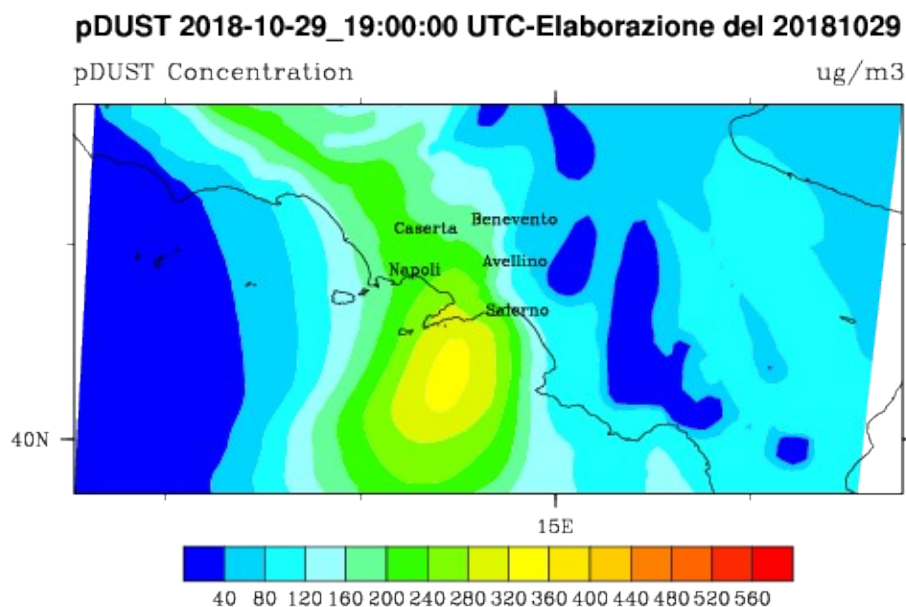 pDUST 2018-10-29_19:00:00 UTC-Elaborazione del 20181029
pDUST Concentration ug/m3
Benevento
Caserta
Avellino
Napoli
Salerno
40N
15E
40 80 120 160 200 240 280 320 360 400 440 480 520 560